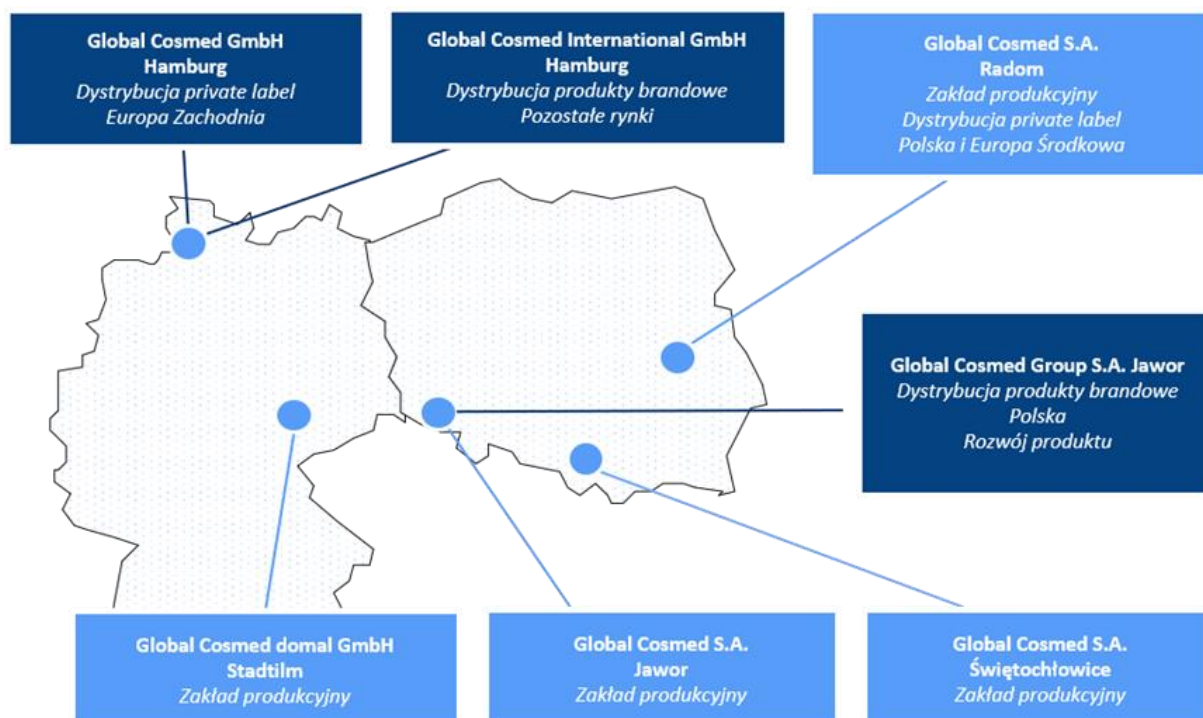 Global Cosmed GmbH
Hamburg
Dystrybucja private label
Europa Zachodnia
Global Cosmed International GmbH
Hamburg
Dystrybucja produkty brandowe
Pozostałe rynki
Global Cosmed S.A.
Radom
Zakład produkcyjny
Dystrybucja private label
Polska i Europa Środkowa
Global Cosmed Group S.A. Jawor
Dystrybucja produkty brandowe
Polska
Rozwój produktu
Global Cosmed domal GmbH
Stadtilm
Zakład produkcyjny
Global Cosmed S.A.
Jawor
Zakład produkcyjny
Global Cosmed S.A.
Świętochłowice
Zakład produkcyjny